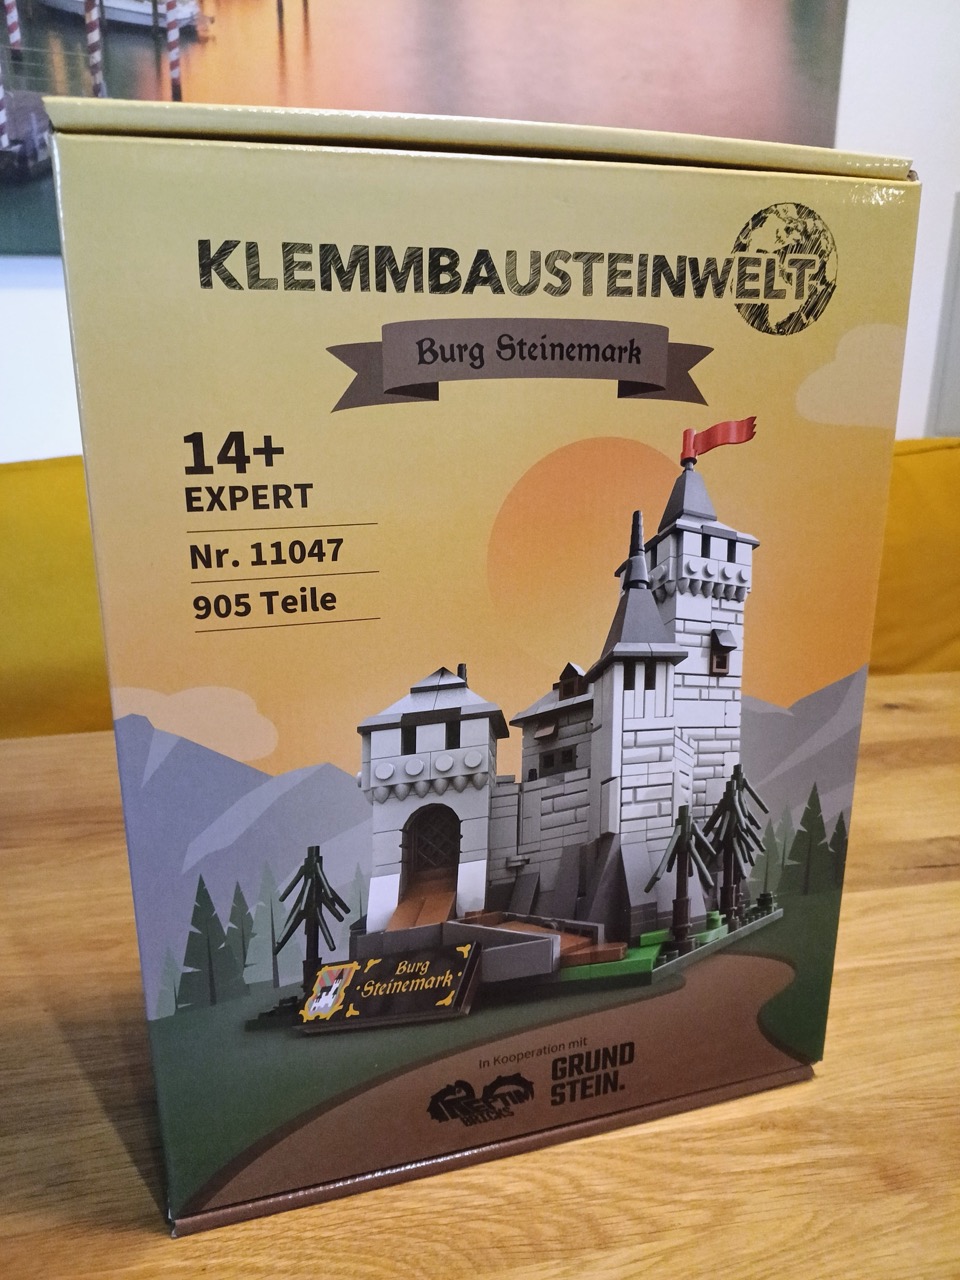 KLEMMBAUSTEINWELT
Burg Steinemark
14+
EXPERT
Nr. 11047
905 Teile
Burg
Steinemark
in Kooperation mit
GRUND
STEIN.
BRICKS